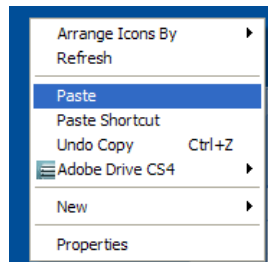 Arrange Icons By
Refresh
Paste
Paste Shortcut
Undo Copy Ctrl+Z
Adobe Drive CS4
New
Properties